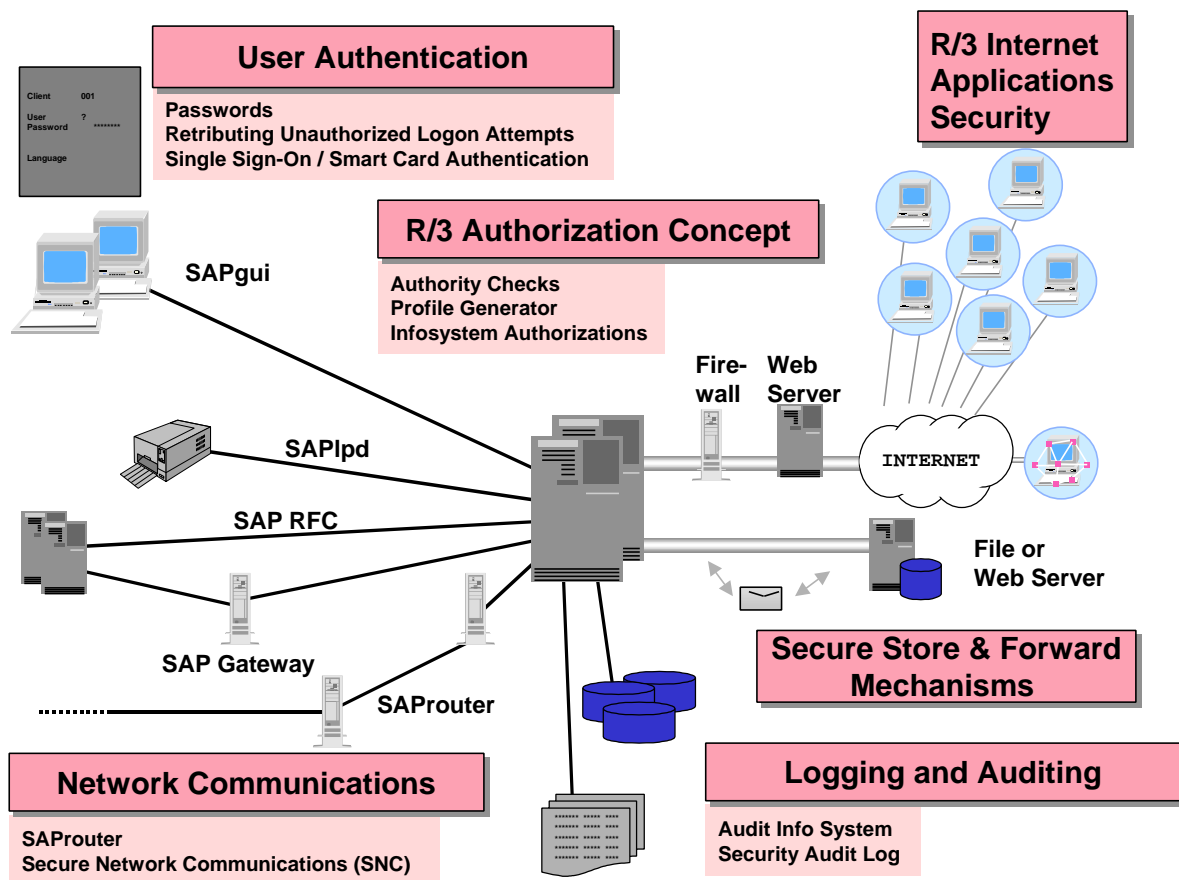 User Authentication
Passwords
Retributing Unauthorized Logon Attempts
Single Sign-On / Smart Card Authentication
R/3 Internet
Applications
Security
Client 001
User ?
Password ********
Language
R/3 Authorization Concept
Authority Checks
Profile Generator
Infosystem Authorizations
SAPgui
Fire-
wall
Web
Server
SAPlpd
INTERNET
SAP RFC
File or
Web Server
SAP Gateway
SAProuter
Secure Store & Forward
Mechanisms
Network Communications
SAProuter
Secure Network Communications (SNC)
Logging and Auditing
Audit Info System
Security Audit Log
******* ***** ****
******* ***** ****
******* ***** ****
******* ***** ****
******* ***** ****